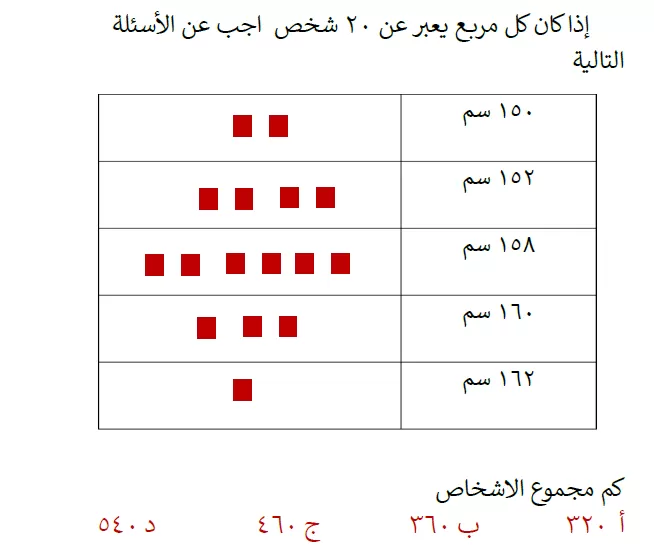 إذا كان كل مربع يعبر عن ٢٠ شخص اجب عن الأسئلة
التالية
١٥٠ سم
١٥٢ سم
١٥٨ سم
١٦٠ سم
١٦٢ سم
كم مجموع الاشخاص
أ ٣٢٠ ب ٣٦٠ ج ٤٦٠ د ٥٤٠